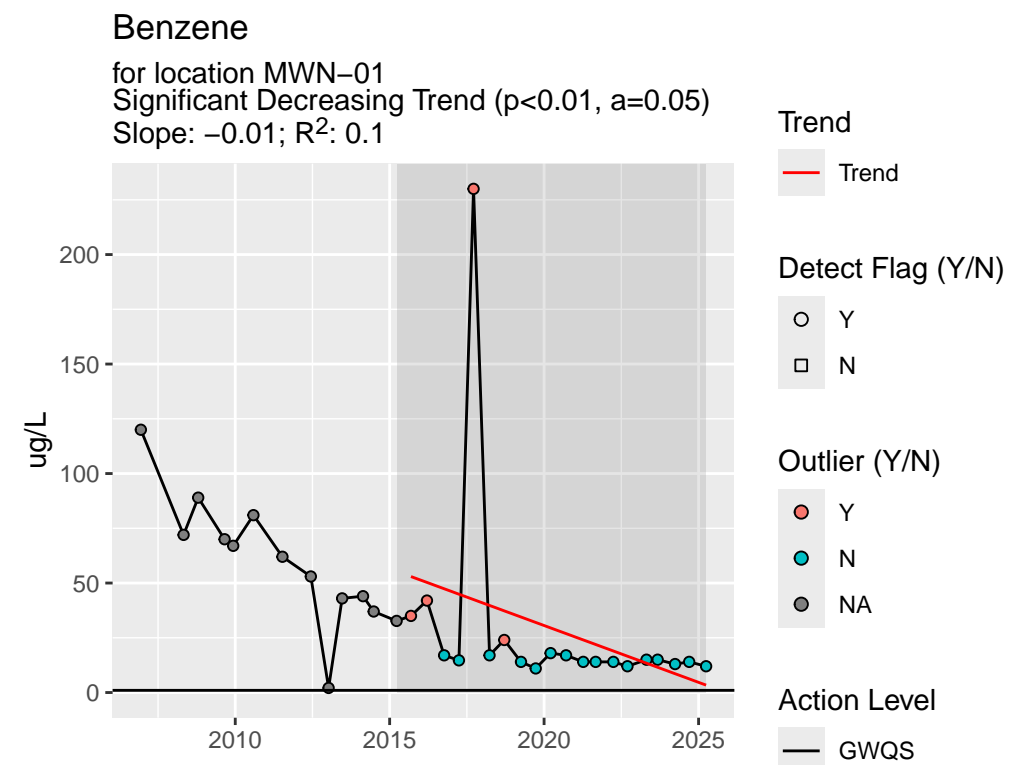 Benzene
for location MWN−01
Significant Decreasing Trend (p<0.01, a=0.05)
Slope: −0.01; R²: 0.1
ug/L
200
150
100
50
0
2010
2015
2020
2025
Trend
Trend
Detect Flag (Y/N)
Y
N
Outlier (Y/N)
Y
N
NA
Action Level
GWQS